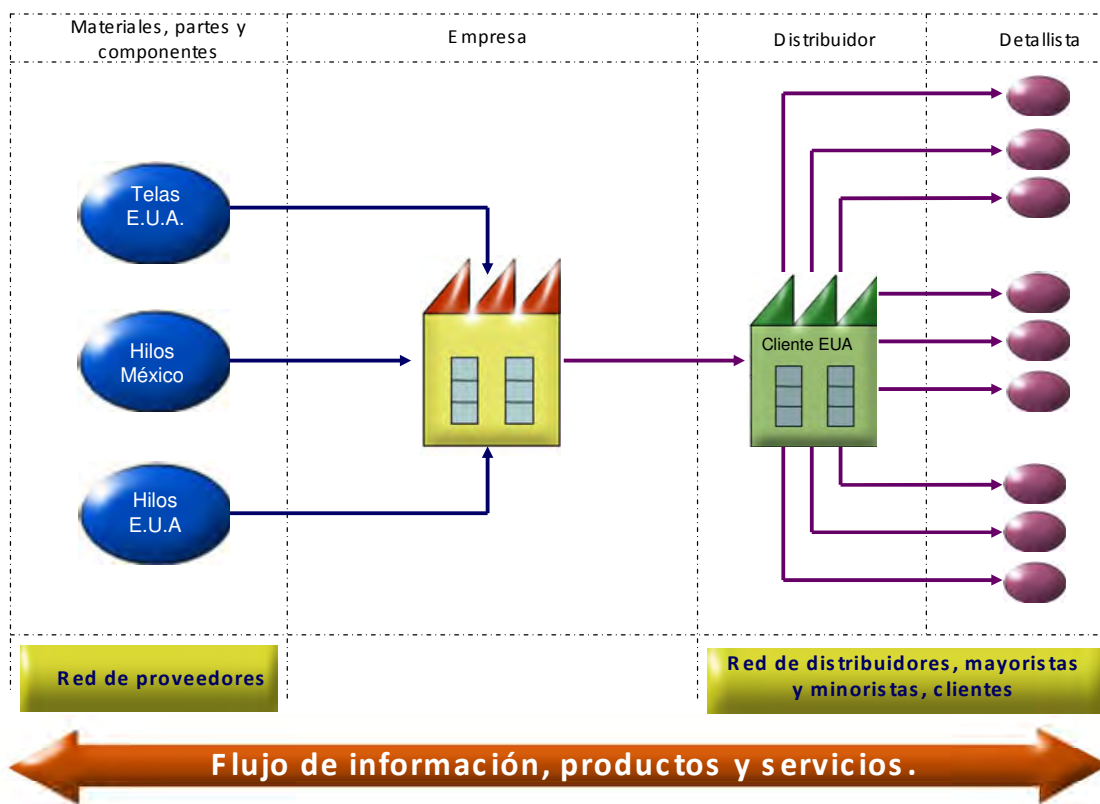 Materiales, partes y
componentes
Empresa
Distribuidor
Detallista
Telas
E.U.A.
Hilos
México
Hilos
E.U.A
Cliente EUA
Red de proveedores
Red de distribuidores, mayoristas
y minoristas, clientes
Flujo de información, productos y servicios.